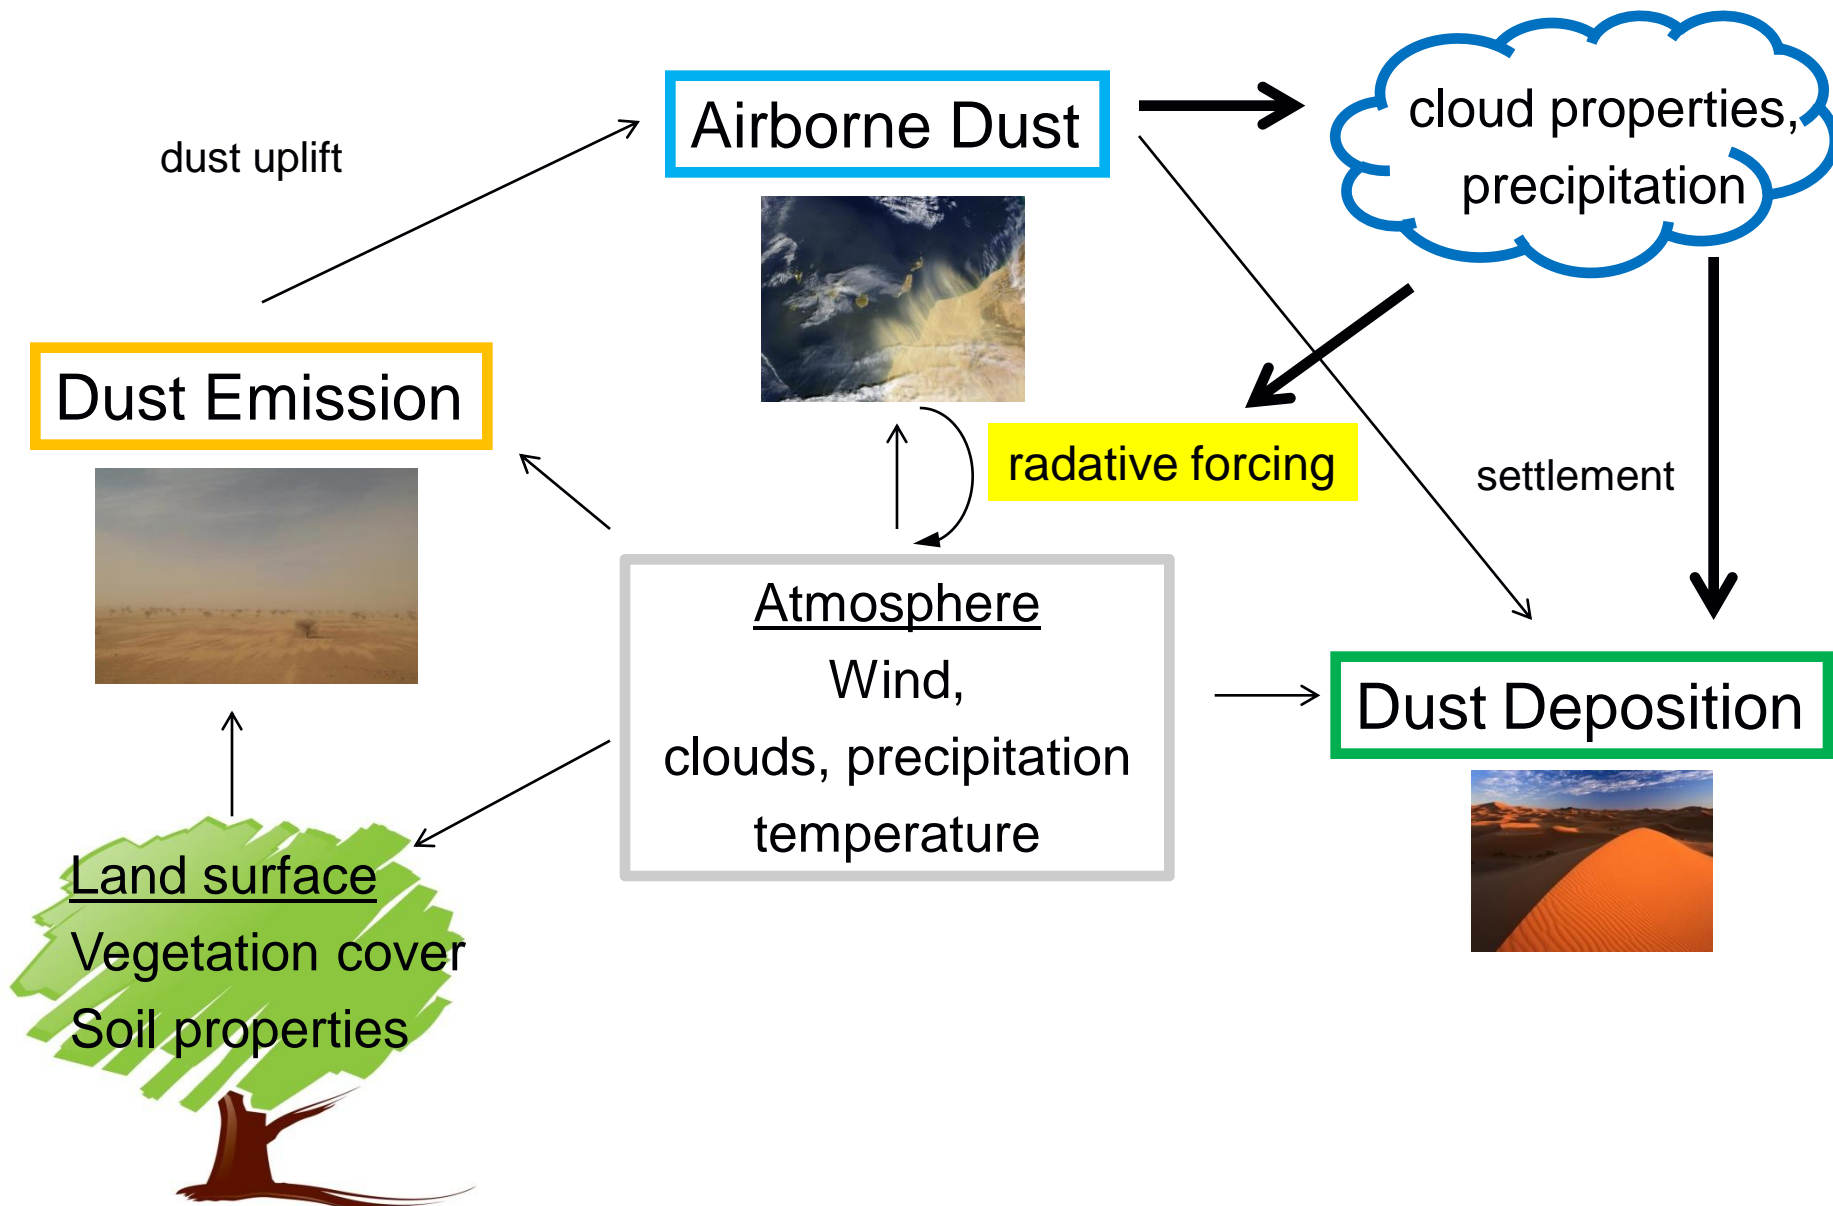 dust uplift
Airborne Dust
cloud properties,
precipitation
Dust Emission
radative forcing
settlement
Atmosphere
Wind,
clouds, precipitation
temperature
Dust Deposition
Land surface
Vegetation cover
Soil properties